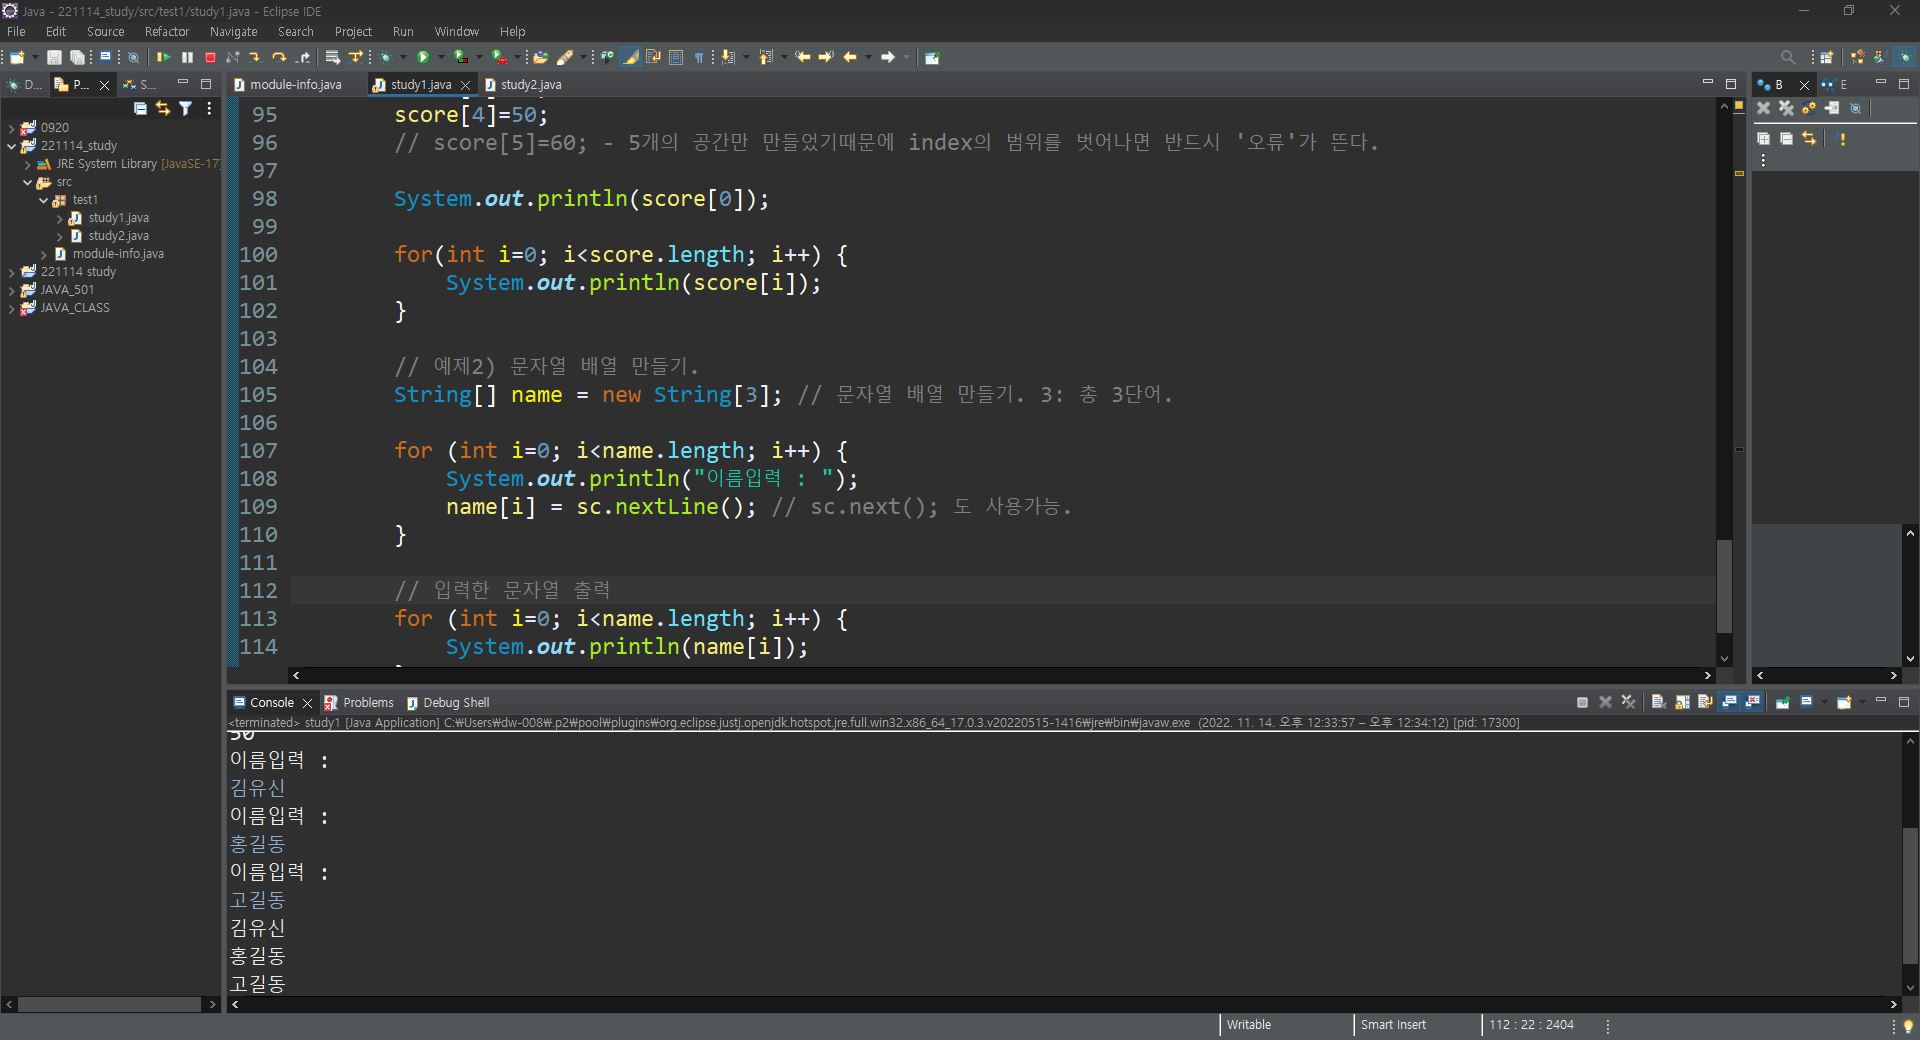 Java - 221114_study/src/test1/study1.java - Eclipse IDE
File Edit Source Refactor Navigate Search Project Run Window Help
D... P... S...
module-info.java study1.java study2.java
B E
0920
221114_study
JRE System Library [JavaSE-17]
src
test1
study1.java
study2.java
module-info.java
221114 study
JAVA_501
JAVA_CLASS
95 score[4]=50;
96 // score[5]=60; - 5개의 공간만 만들었기때문에 index의 범위를 벗어나면 반드시 '오류'가 뜬다.
97
98 System.out.println(score[0]);
99
100 for(int i=0; i<score.length; i++) {
101 System.out.println(score[i]);
102 }
103
104 // 예제2) 문자열 배열 만들기.
105 String[] name = new String[3]; // 문자열 배열 만들기. 3: 총 3단어.
106
107 for (int i=0; i<name.length; i++) {
108 System.out.println("이름입력 : ");
109 name[i] = sc.nextLine(); // sc.next(); 도 사용가능.
110 }
111
112 // 입력한 문자열 출력
113 for (int i=0; i<name.length; i++) {
114 System.out.println(name[i]);
Console Problems Debug Shell
<terminated> study1 [Java Application] C:₩Users₩dw-008₩.p2₩pool₩plugins₩org.eclipse.justj.openjdk.hotspot.jre.full.win32.x86_64_17.0.3.v20220515-1416₩jre₩bin₩javaw.exe (2022. 11. 14. 오후 12:33:57 – 오후 12:34:12) [pid: 17300]
50
이름입력 :
김유신
이름입력 :
홍길동
이름입력 :
고길동
김유신
홍길동
고길동
Writable Smart Insert 112 : 22 : 2404